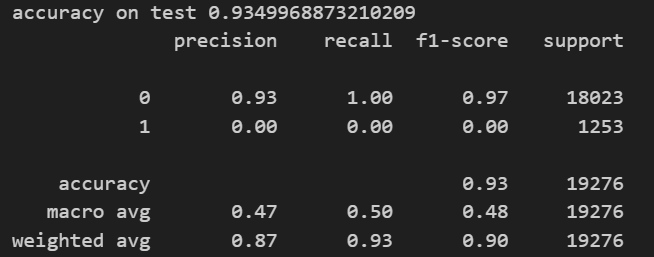 accuracy on test 0.9349968873210209
precision recall f1-score support
0 0.93 1.00 0.97 18023
1 0.00 0.00 0.00 1253
accuracy 0.93 19276
macro avg 0.47 0.50 0.48 19276
weighted avg 0.87 0.93 0.90 19276